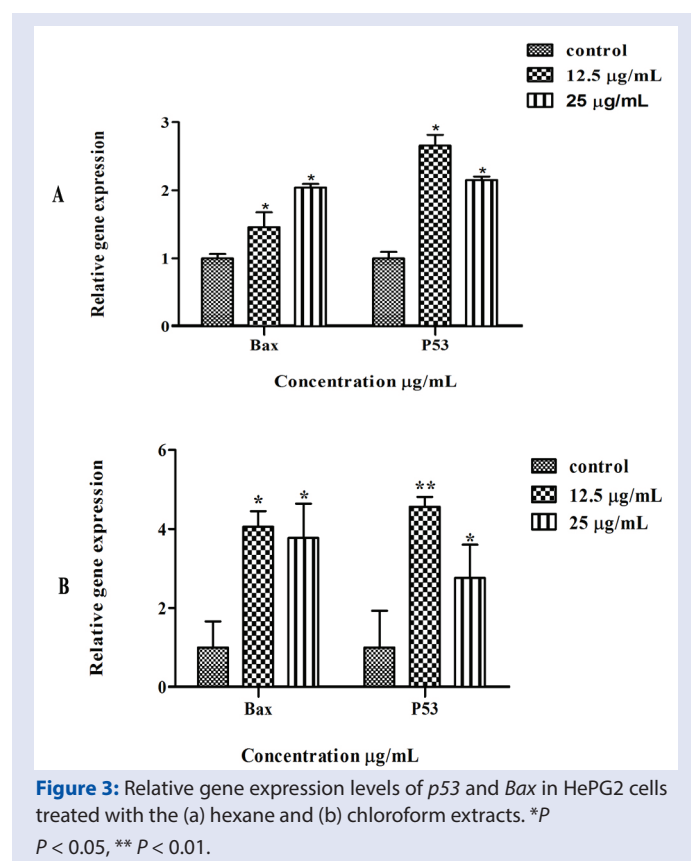 control
12.5 µg/mL
25 µg/mL
A
Relative gene expression
3
2
1
0
*
*
*
*
Bax
P53
Concentration µg/mL
B
Relative gene expression
6
4
2
0
control
12.5 µg/mL
25 µg/mL
*
*
**
*
Bax
P53
Concentration µg/mL
Figure 3: Relative gene expression levels of p53 and Bax in HePG2 cells
treated with the (a) hexane and (b) chloroform extracts. *P
P < 0.05, ** P < 0.01.